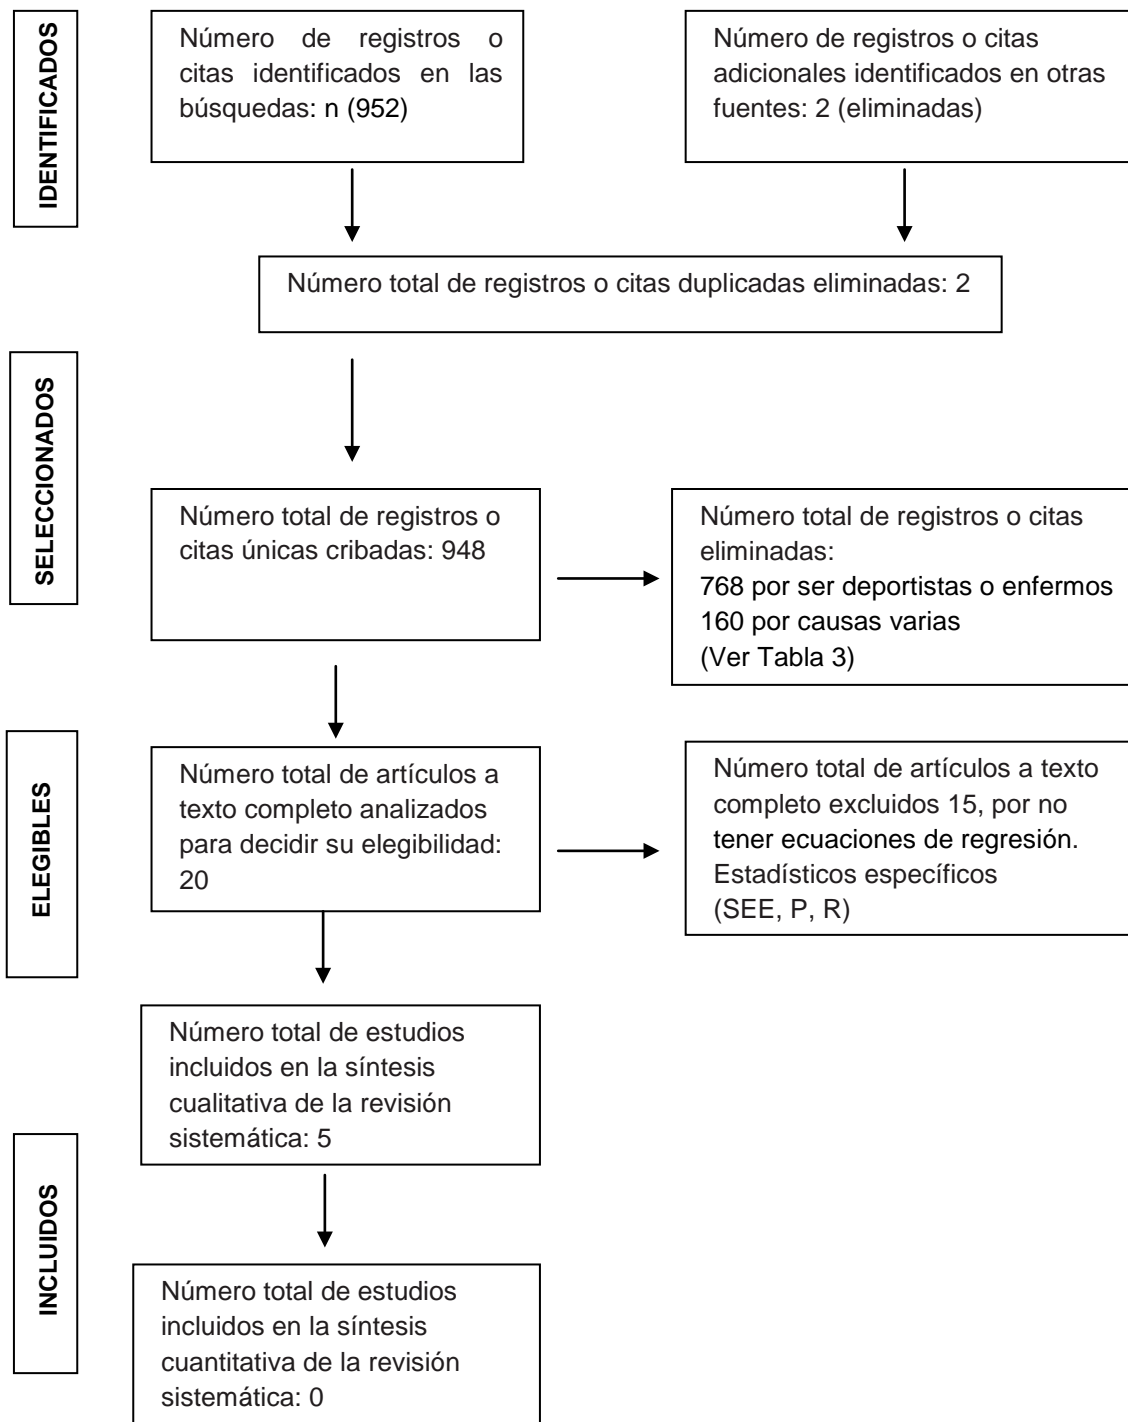 IDENTIFICADOS
Número de registros o
citas identificados en las
búsquedas: n (952)
Número de registros o citas
adicionales identificados en otras
fuentes: 2 (eliminadas)
Número total de registros o citas duplicadas eliminadas: 2
SELECCIONADOS
Número total de registros o
citas únicas cribadas: 948
Número total de registros o citas
eliminadas:
768 por ser deportistas o enfermos
160 por causas varias
(Ver Tabla 3)
ELEGIBLES
Número total de artículos a
texto completo analizados
para decidir su elegibilidad:
20
Número total de artículos a texto
completo excluidos 15, por no
tener ecuaciones de regresión.
Estadísticos específicos
(SEE, P, R)
Número total de estudios
incluidos en la síntesis
cualitativa de la revisión
sistemática: 5
INCLUIDOS
Número total de estudios
incluidos en la síntesis
cuantitativa de la revisión
sistemática: 0